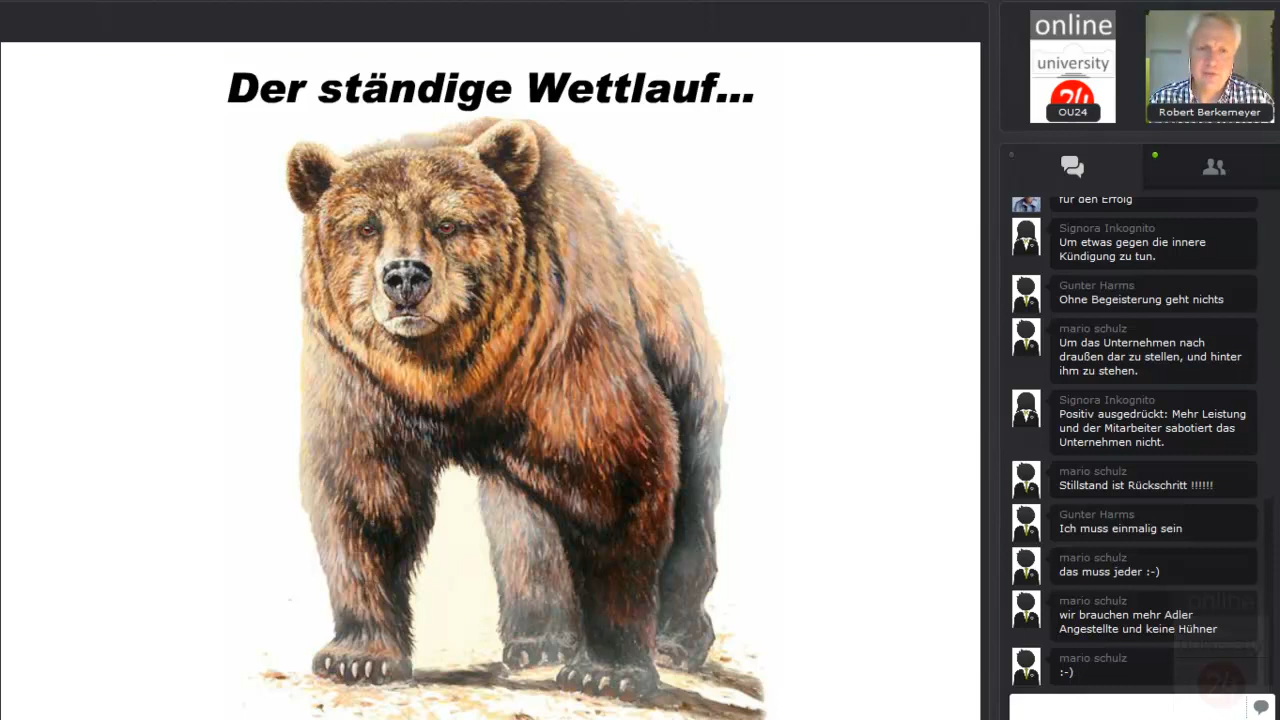 Der ständige Wettlauf...
online
university
24
OU24
Robert Berkemeyer
für den Erfolg
Signora Inkognito
Um etwas gegen die innere
Kündigung zu tun.
Gunter Harms
Ohne Begeisterung geht nichts
mario schulz
Um das Unternehmen nach
draußen dar zu stellen, und hinter
ihm zu stehen.
Signora Inkognito
Positiv ausgedrückt: Mehr Leistung
und der Mitarbeiter sabotiert das
Unternehmen nicht.
mario schulz
Stillstand ist Rückschritt !!!!!!
Gunter Harms
Ich muss einmalig sein
mario schulz
das muss jeder :-)
mario schulz
wir brauchen mehr Adler
Angestellte und keine Hühner
mario schulz
:-)
online
university
24